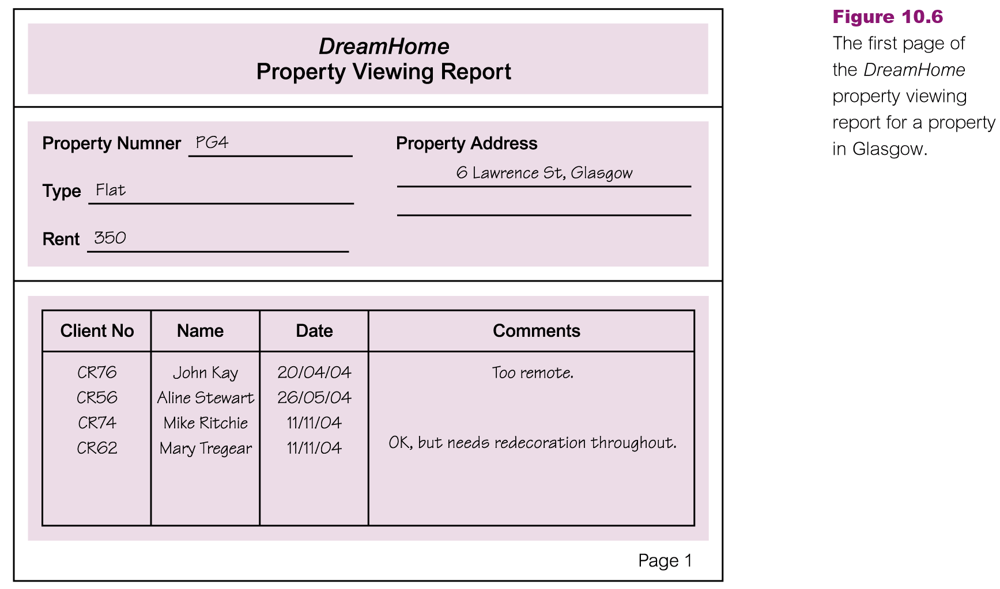 DreamHome
Property Viewing Report
Property Numner PG4
Property Address
6 Lawrence St, Glasgow
Type Flat
Rent 350
Client No Name Date Comments
CR76 John Kay 20/04/04 Too remote.
CR56 Aline Stewart 26/05/04
CR74 Mike Ritchie 11/11/04
CR62 Mary Tregear 11/11/04 OK, but needs redecoration throughout.
Page 1
Figure 10.6
The first page of
the DreamHome
property viewing
report for a property
in Glasgow.